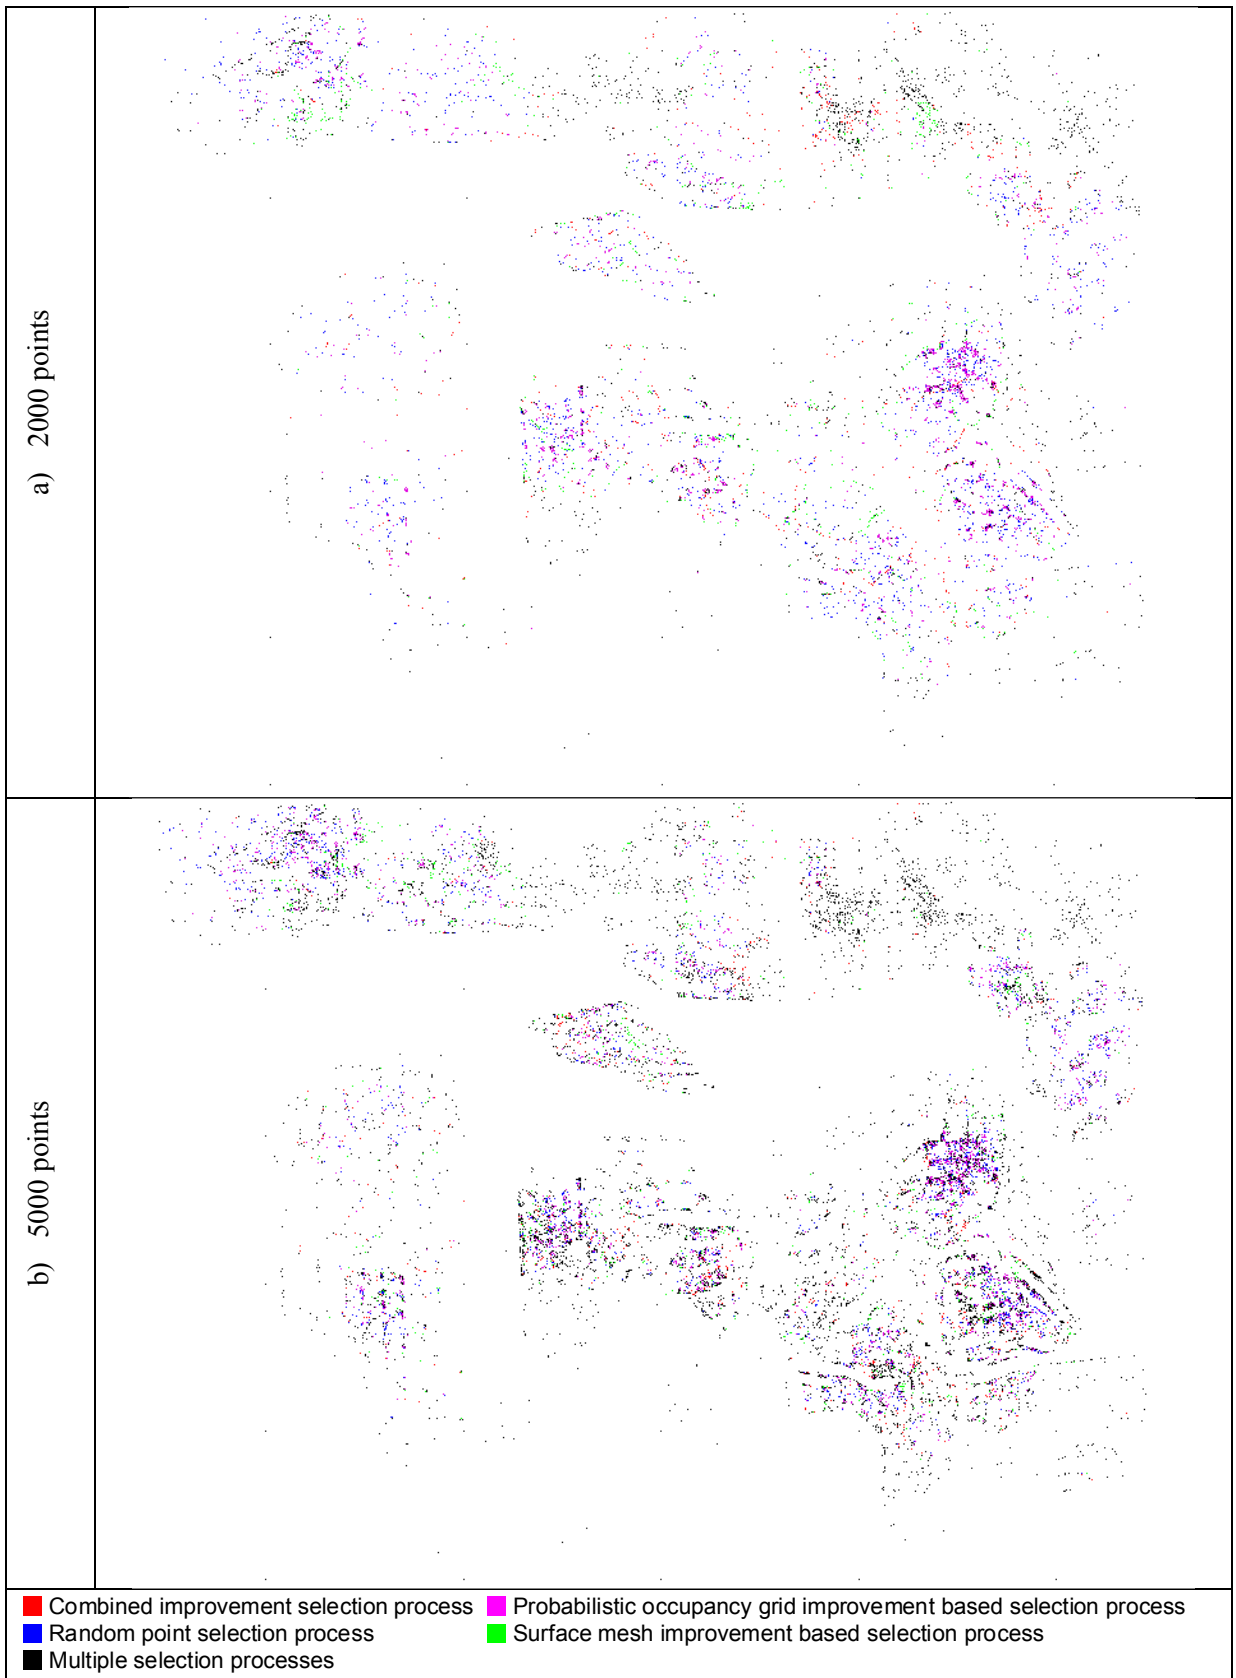 a) 2000 points
b) 5000 points
Combined improvement selection process
Probabilistic occupancy grid improvement based selection process
Random point selection process
Surface mesh improvement based selection process
Multiple selection processes